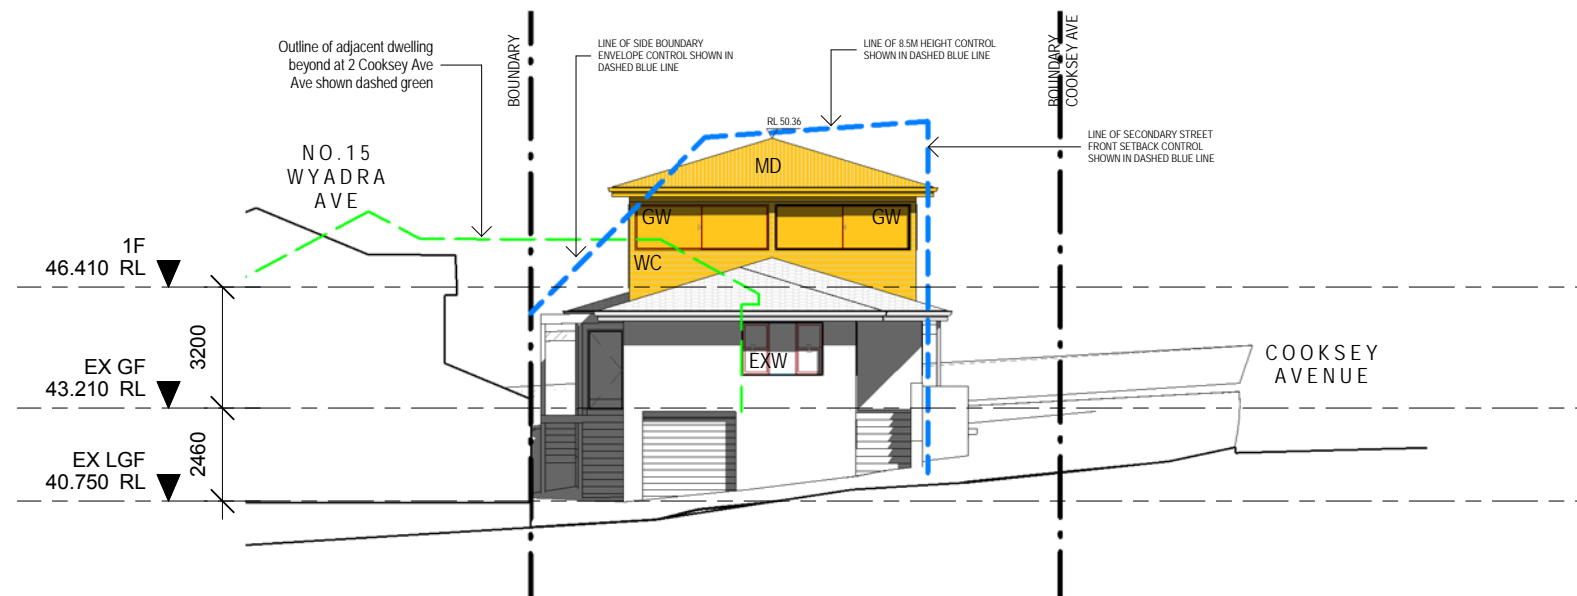 Outline of adjacent dwelling
beyond at 2 Cooksey Ave
Ave shown dashed green
BOUNDARY
LINE OF SIDE BOUNDARY
ENVELOPE CONTROL SHOWN IN
DASHED BLUE LINE
LINE OF 8.5M HEIGHT CONTROL
SHOWN IN DASHED BLUE LINE
BOUNDARY
COOKSEY AVE
RL 50.36
LINE OF SECONDARY STREET
FRONT SETBACK CONTROL
SHOWN IN DASHED BLUE LINE
NO.15
WYADRA
AVE
MD
GW
GW
WC
1F
46.410 RL
3200
EX GF
43.210 RL
EXW
COOKSEY
AVENUE
2460
EX LGF
40.750 RL